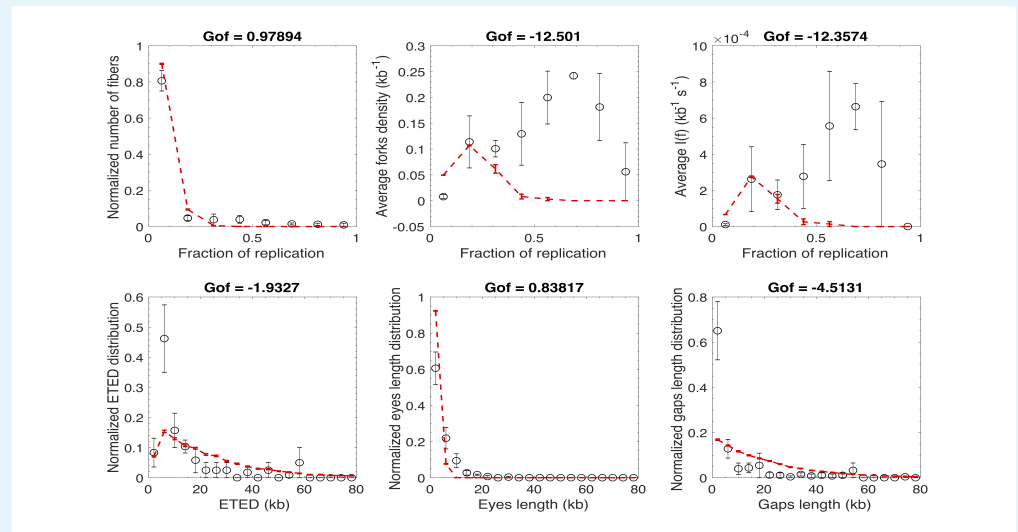 Gof = 0.97894
Normalized number of fibers
1
0.8
0.6
0.4
0.2
0
0 0.5 1
Fraction of replication
Gof = -12.501
Average forks density (kb-1)
0.3
0.25
0.2
0.15
0.1
0.05
0
-0.05
0 0.5 1
Fraction of replication
×10-4 Gof = -12.3574
Average I(f) (kb-1 s-1)
10
8
6
4
2
0
0 0.5 1
Fraction of replication
Gof = -1.9327
Normalized ETED distribution
0.6
0.5
0.4
0.3
0.2
0.1
0
0 20 40 60 80
ETED (kb)
Gof = 0.83817
Normalized eyes length distribution
1
0.8
0.6
0.4
0.2
0
0 20 40 60 80
Eyes length (kb)
Gof = -4.5131
Normalized gaps length distribution
0.8
0.6
0.4
0.2
0
0 20 40 60 80
Gaps length (kb)